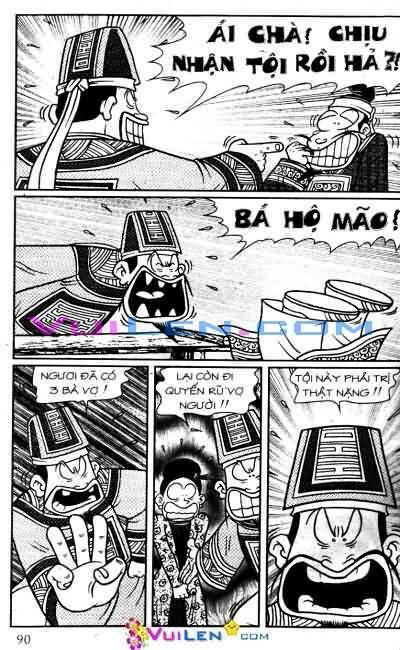 ÁI CHÀ! CHỊU
NHẬN TỘI RỒI HẢ?!
BÁ HỘ MÃO!
VUILEN.COM
NGƯƠI ĐÃ CÓ
3 BÀ VỢ!
LẠI CÒN ĐI
QUYẾN RŨ VỢ
NGƯỜI!!
TỘI NÀY PHẢI TRỊ
THẬT NẶNG!!
90
VUILEN.COM